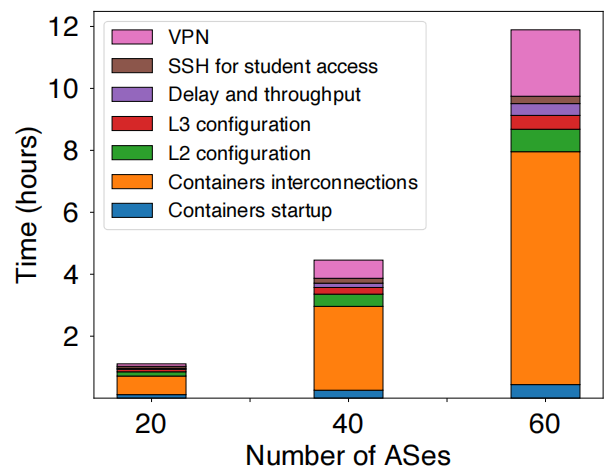 12
10
8
6
4
2
Time (hours)
VPN
SSH for student access
Delay and throughput
L3 configuration
L2 configuration
Containers interconnections
Containers startup
20
40
60
Number of ASes